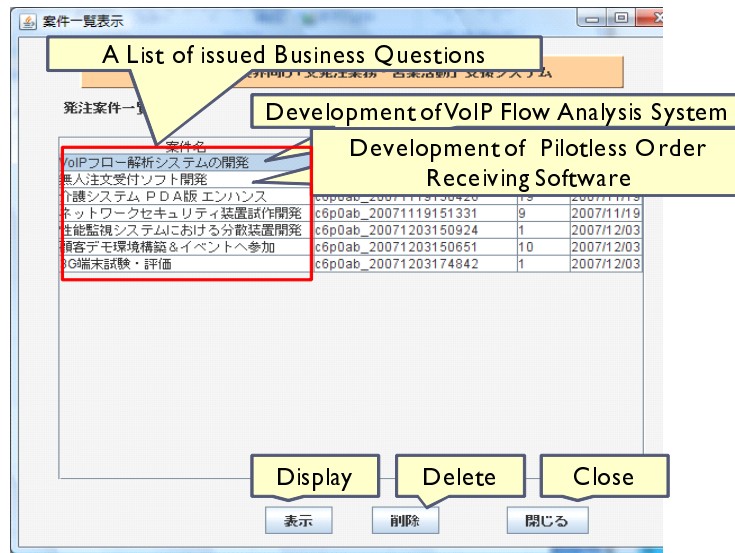 案件一覧表示
A List of issued Business Questions
発注案件一
Development of VoIP Flow Analysis System
案件名
Development of Pilotless Order
Receiving Software
VoIPフロー解析システムの開発
無人注文受付ソフト開発
介護システム PDA版 エンハンス
ネットワークセキュリティ装置試作開発 c6p0ab_20071119151331 9 2007/11/19
性能監視システムにおける分散装置開発 c6p0ab_20071203150924 1 2007/12/03
顧客デモ環境構築&イベントへ参加 c6p0ab_20071203150651 10 2007/12/03
3G端末試験・評価 c6p0ab_20071203174842 1 2007/12/03
Display Delete Close
表示 削除 閉じる